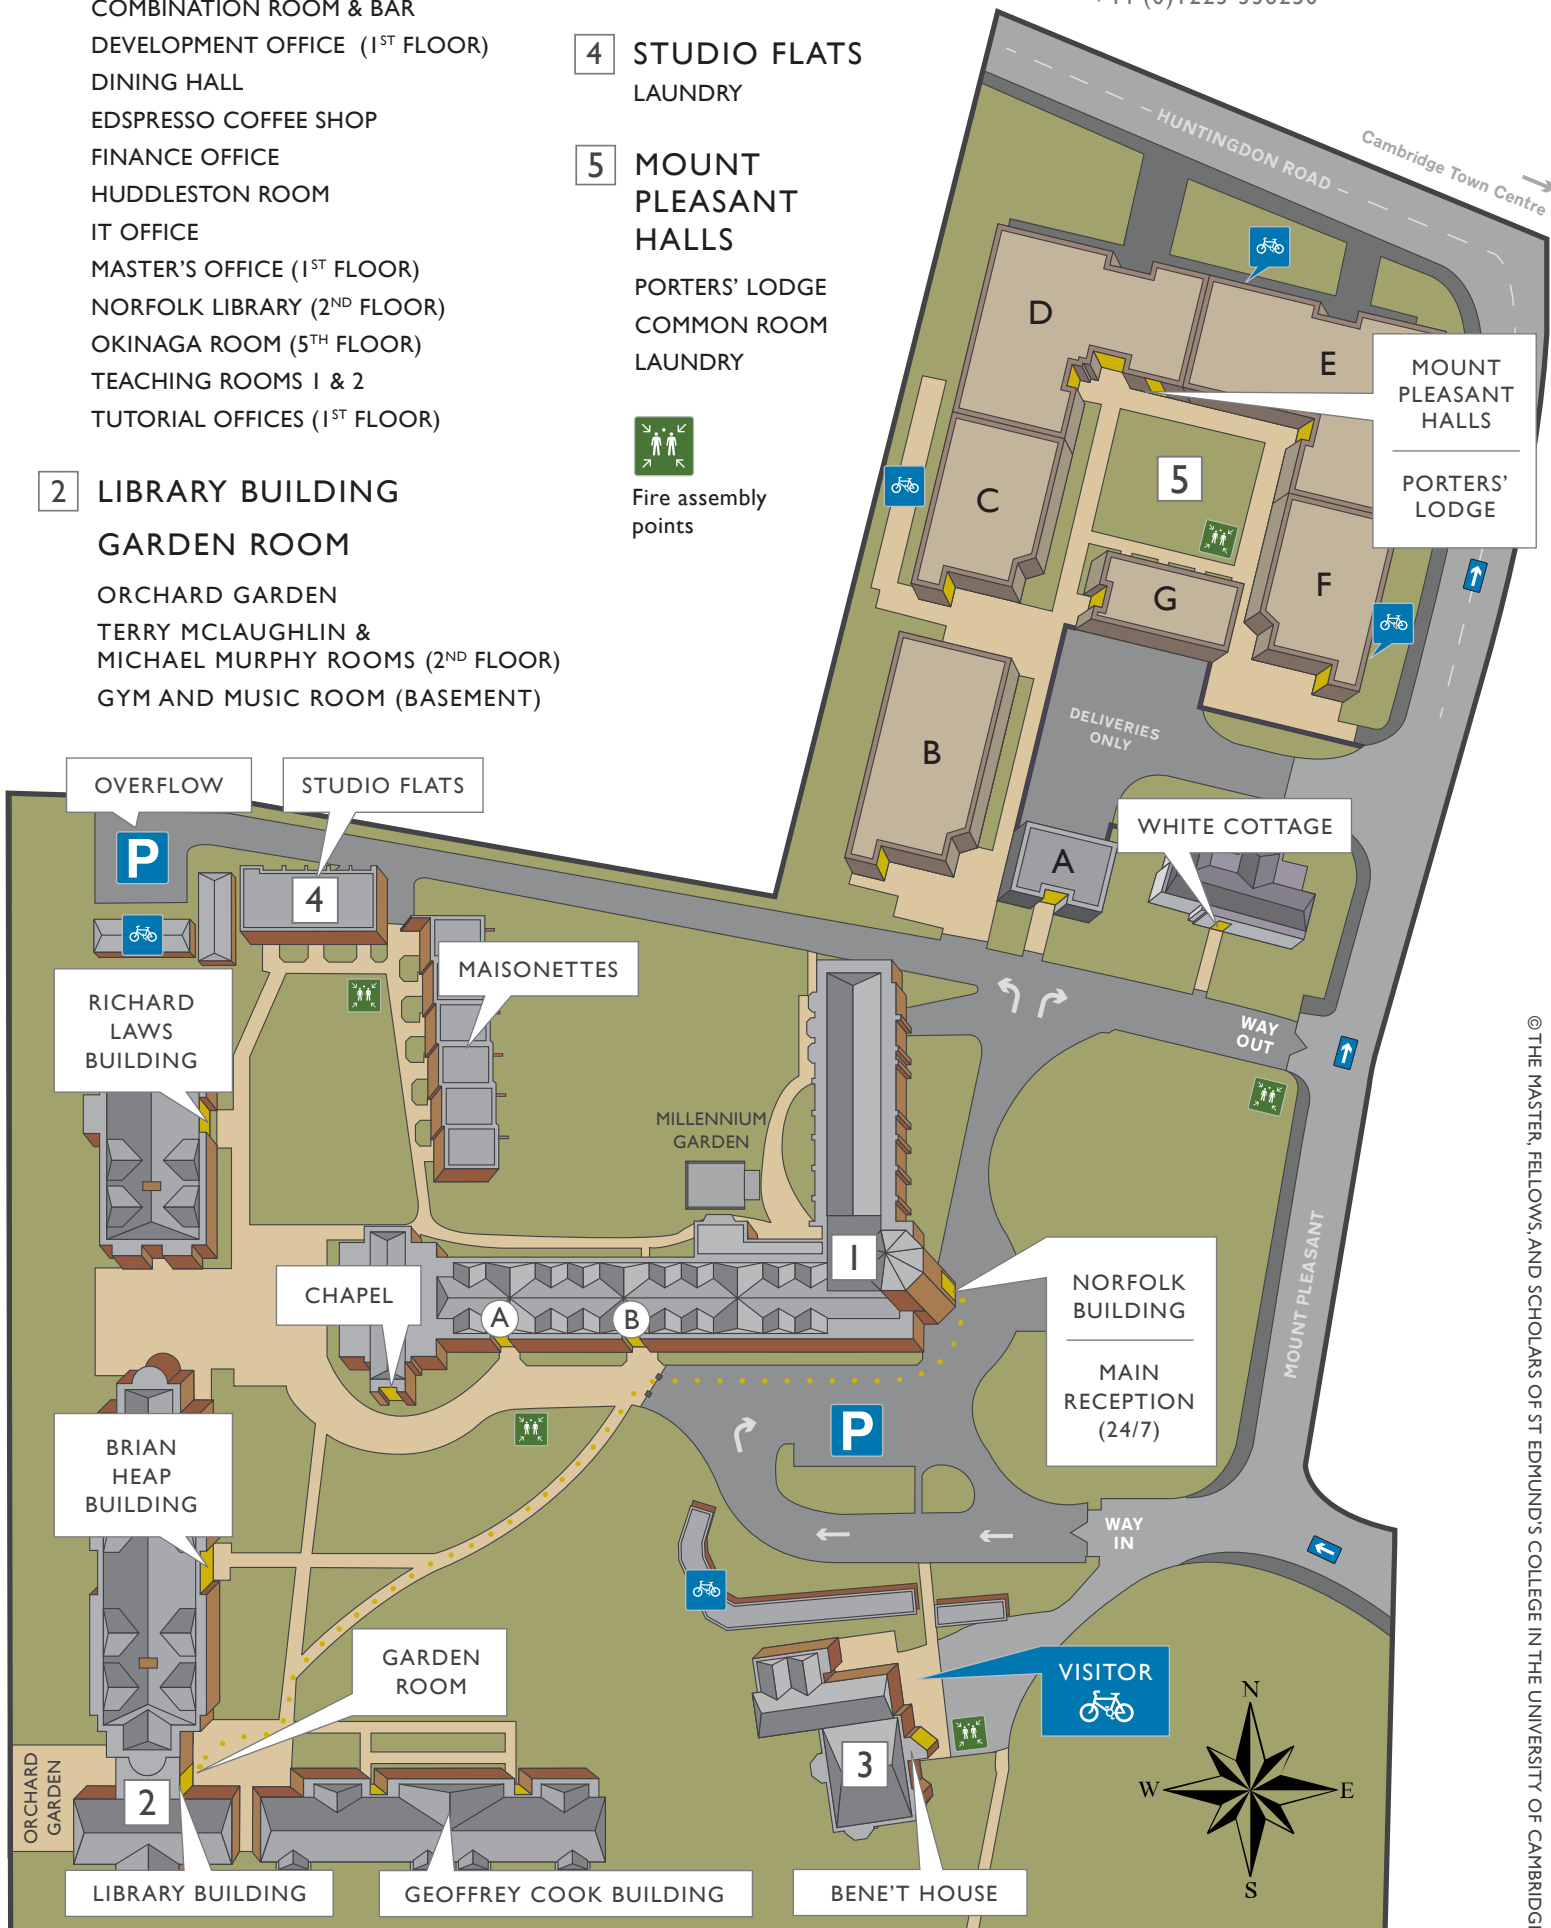 COMBINATION ROOM & BAR
DEVELOPMENT OFFICE (1ST FLOOR)
DINING HALL
EDSPRESSO COFFEE SHOP
FINANCE OFFICE
HUDDLESTON ROOM
IT OFFICE
MASTER'S OFFICE (1ST FLOOR)
NORFOLK LIBRARY (2ND FLOOR)
OKINAGA ROOM (5TH FLOOR)
TEACHING ROOMS 1 & 2
TUTORIAL OFFICES (1ST FLOOR)
2 LIBRARY BUILDING
GARDEN ROOM
ORCHARD GARDEN
TERRY MCLAUGHLIN &
MICHAEL MURPHY ROOMS (2ND FLOOR)
GYM AND MUSIC ROOM (BASEMENT)
4 STUDIO FLATS
LAUNDRY
5 MOUNT
PLEASANT
HALLS
PORTERS' LODGE
COMMON ROOM
LAUNDRY
Fire assembly
points
HUNTINGDON ROAD
Cambridge Town Centre
D
E
MOUNT
PLEASANT
HALLS
PORTERS'
LODGE
5
C
G
F
B
DELIVERIES
ONLY
A
WHITE COTTAGE
OVERFLOW
P
STUDIO FLATS
4
MAISONETTES
RICHARD
LAWS
BUILDING
MILLENNIUM
GARDEN
WAY
OUT
MOUNT PLEASANT
1
CHAPEL
A
B
NORFOLK
BUILDING
MAIN
RECEPTION
(24/7)
P
BRIAN
HEAP
BUILDING
WAY
IN
GARDEN
ROOM
VISITOR
ORCHARD
GARDEN
2
3
LIBRARY BUILDING
GEOFFREY COOK BUILDING
BENE'T HOUSE
N
W
E
S
© THE MASTER, FELLOWS, AND SCHOLARS OF ST EDMUND'S COLLEGE IN THE UNIVERSITY OF CAMBRIDGE